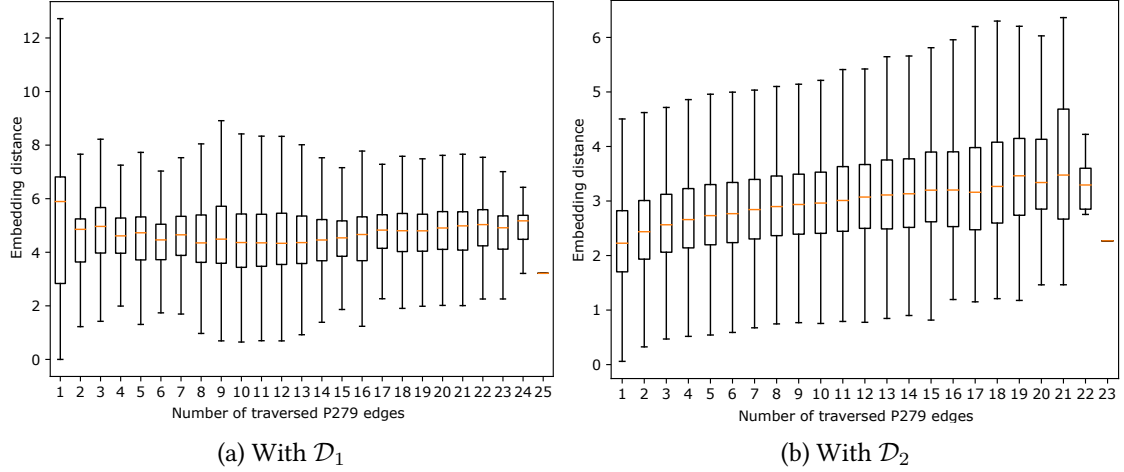 Embedding distance
12
10
8
6
4
2
0
1 2 3 4 5 6 7 8 9 10 11 12 13 14 15 16 17 18 19 20 21 22 23 24 25
Number of traversed P279 edges
(a) With 𝒟₁
Embedding distance
6
5
4
3
2
1
0
1 2 3 4 5 6 7 8 9 10 11 12 13 14 15 16 17 18 19 20 21 22 23
Number of traversed P279 edges
(b) With 𝒟₂